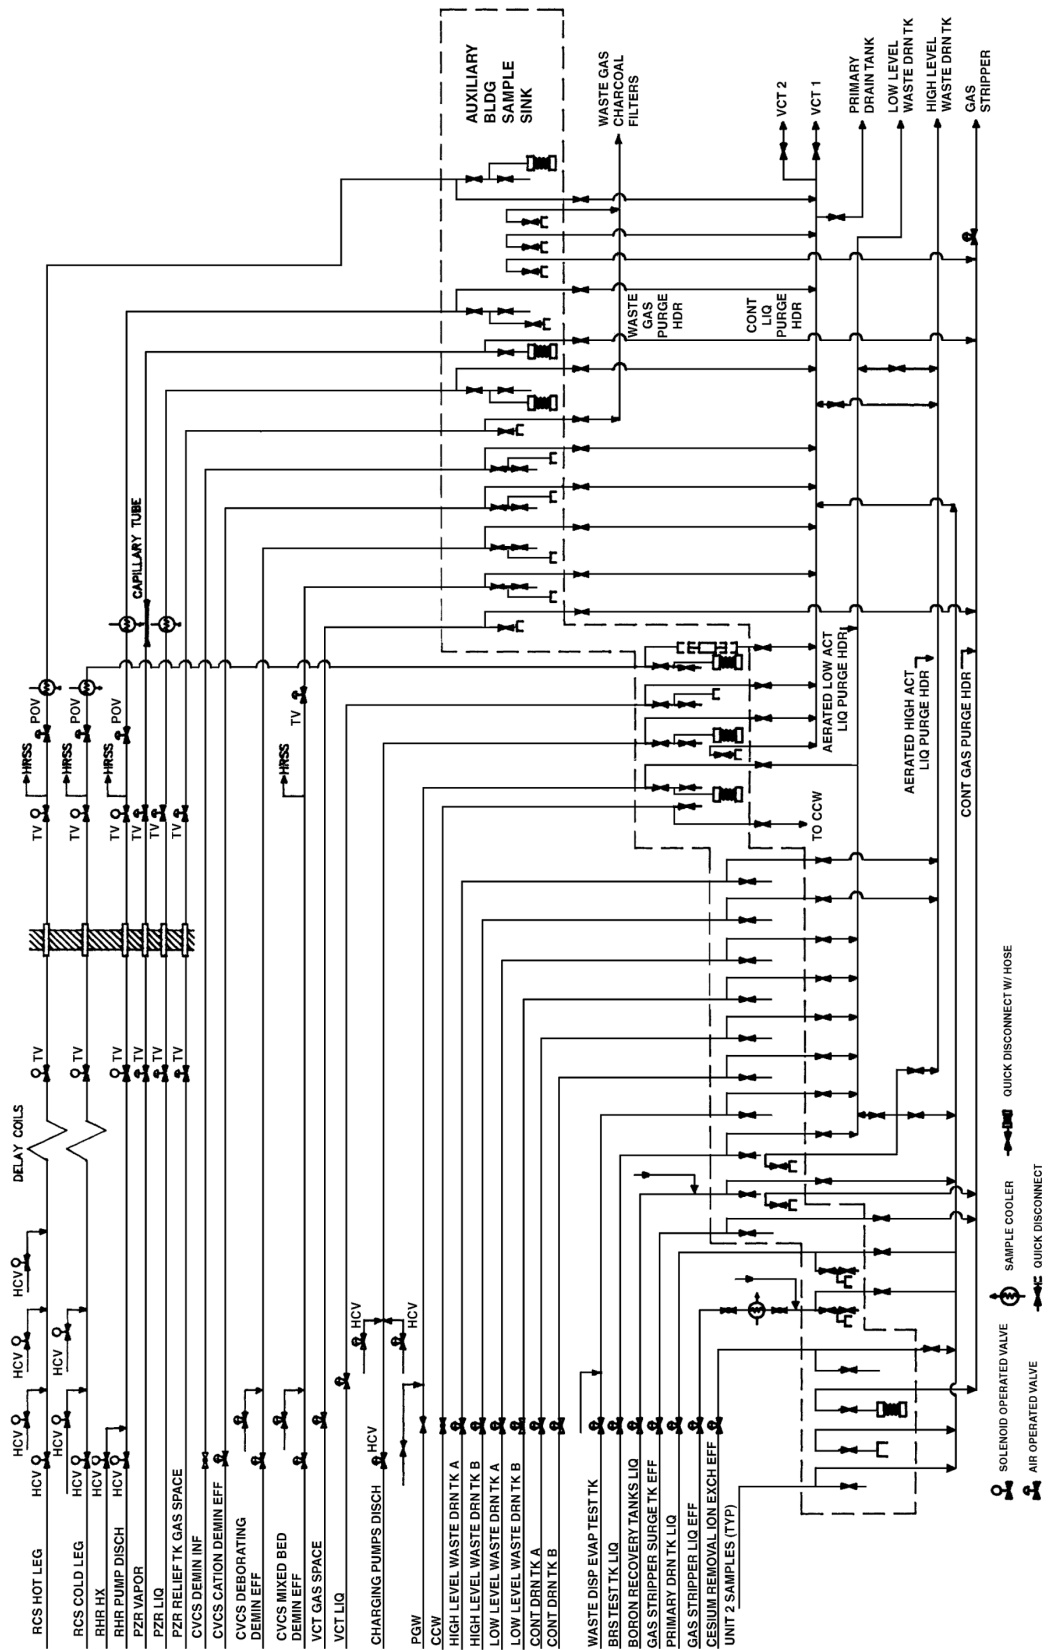 AUXILIARY
BLDG
SAMPLE
SINK
WASTE GAS
CHARCOAL
FILTERS
VCT 2
VCT 1
PRIMARY
DRAIN TANK
LOW LEVEL
WASTE DRN TK
HIGH LEVEL
WASTE DRN TK
GAS
STRIPPER
WASTE
GAS
PURGE
HDR
CONT
LIQ
PURGE
HDR
CAPILLARY TUBE
AERATED LOW ACT
LIQ PURGE HDR
AERATED HIGH ACT
LIQ PURGE HDR
CONT GAS PURGE HDR
TO CCW
HRSS
POV
HRSS
POV
HRSS
POV
HRSS
TV
TV
TV
TV
TV
TV
TV
TV
TV
TV
TV
TV
TV
DELAY COILS
HCV
HCV
HCV
HCV
HCV
HCV
HCV
HCV
HCV
HCV
HCV
HCV
RCS HOT LEG
RCS COLD LEG
RHR HX
RHR PUMP DISCH
PZR VAPOR
PZR LIQ
PZR RELIEF TK GAS SPACE
CVCS DEMIN INF
CVCS CATION DEMIN EFF
CVCS DEBORATING
DEMIN EFF
CVCS MIXED BED
DEMIN EFF
VCT GAS SPACE
VCT LIQ
CHARGING PUMPS DISCH
PGW
CCW
HIGH LEVEL WASTE DRN TK A
HIGH LEVEL WASTE DRN TK B
LOW LEVEL WASTE DRN TK A
LOW LEVEL WASTE DRN TK B
CONT DRN TK A
CONT DRN TK B
WASTE DISP EVAP TEST TK
BRS TEST TK LIQ
BORON RECOVERY TANKS LIQ
GAS STRIPPER SURGE TK EFF
PRIMARY DRN TK LIQ
GAS STRIPPER LIQ EFF
CESIUM REMOVAL ION EXCH EFF
UNIT 2 SAMPLES (TYP)
SOLENOID OPERATED VALVE
AIR OPERATED VALVE
SAMPLE COOLER
QUICK DISCONNECT
QUICK DISCONNECT W/ HOSE